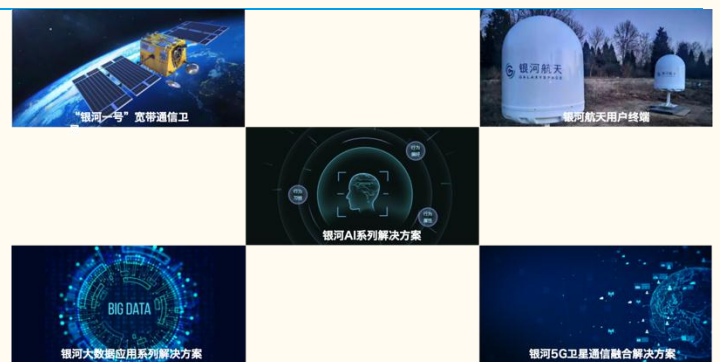 “银河一号”宽带通信卫
银河航天
GALAXYSPACE
银河航天用户终端
行为
银河AI系列解决方案
BIG DATA
银河大数据应用系列解决方案
银河5G卫星通信融合解决方案